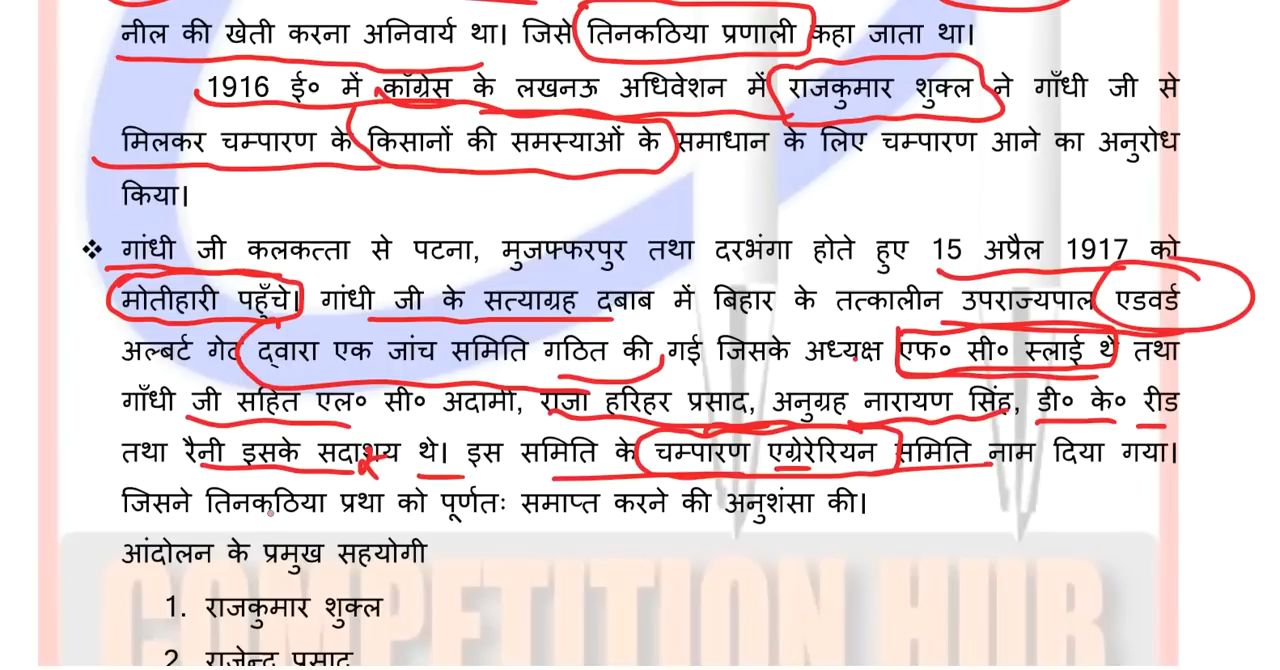 नील की खेती करना अनिवार्य था। जिसे तिनकठिया प्रणाली कहा जाता था।
1916 ई० में कॉंग्रेस के लखनऊ अधिवेशन में राजकुमार शुक्ल ने गाँधी जी से
मिलकर चम्पारण के किसानों की समस्याओं के समाधान के लिए चम्पारण आने का अनुरोध
किया।
❖ गांधी जी कलकत्ता से पटना, मुजफ्फरपुर तथा दरभंगा होते हुए 15 अप्रैल 1917 को
मोतीहारी पहुँचे। गांधी जी के सत्याग्रह दबाब में बिहार के तत्कालीन उपराज्यपाल एडवर्ड
अल्बर्ट गेट द्वारा एक जांच समिति गठित की गई जिसके अध्यक्ष एफ० सी० स्लाई थे तथा
गाँधी जी सहित एल० सी० अदामी, राजा हरिहर प्रसाद, अनुग्रह नारायण सिंह, डी० के० रीड
तथा रैनी इसके सदाश्य थे। इस समिति के चम्पारण एग्रेरेरियन समिति नाम दिया गया।
जिसने तिनकठिया प्रथा को पूर्णतः समाप्त करने की अनुशंसा की।
आंदोलन के प्रमुख सहयोगी
1. राजकुमार शुक्ल
2. राजेन्द्र प्रसाद
COMPETITION HUB